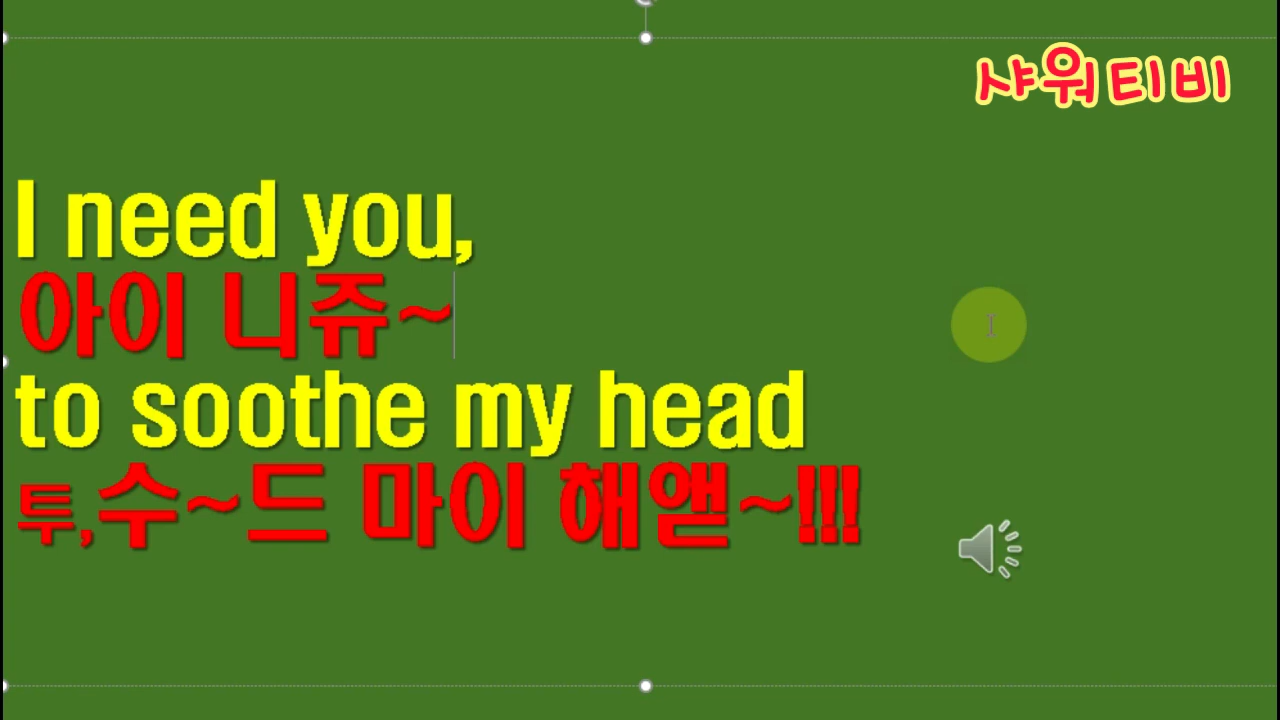 샤워티비
I need you,
아이 니쥬~
to soothe my head
투,수~드 마이 해앧~!!!